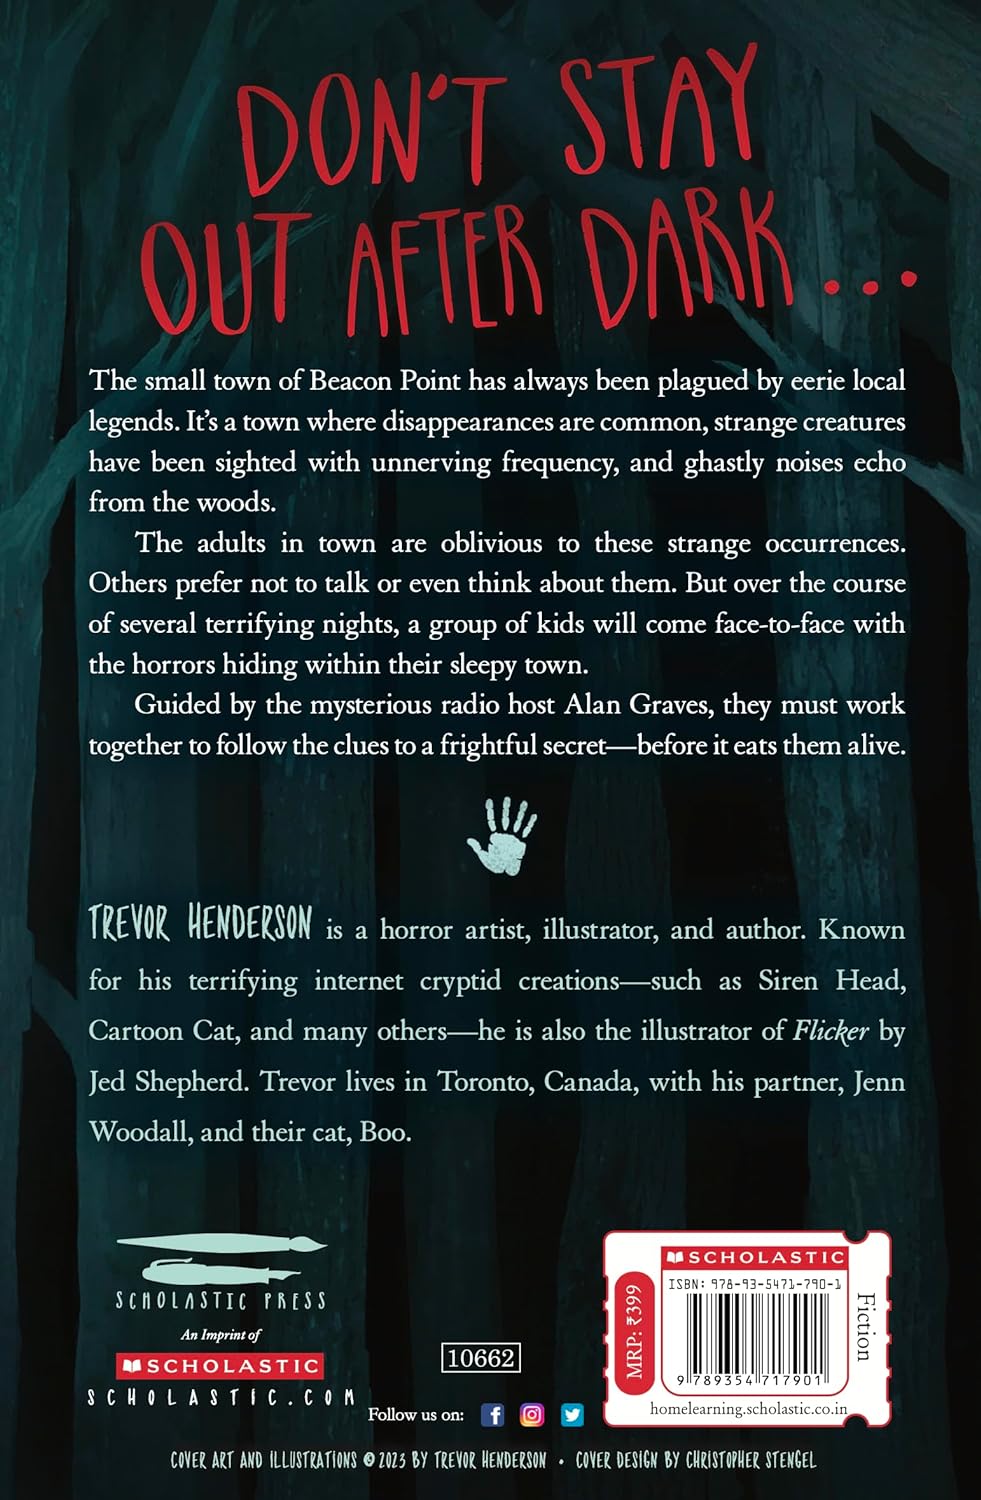 DON'T STAY
OUT AFTER DARK...
The small town of Beacon Point has always been plagued by eerie local
legends. It's a town where disappearances are common, strange creatures
have been sighted with unnerving frequency, and ghastly noises echo
from the woods.
The adults in town are oblivious to these strange occurrences.
Others prefer not to talk or even think about them. But over the course
of several terrifying nights, a group of kids will come face-to-face with
the horrors hiding within their sleepy town.
Guided by the mysterious radio host Alan Graves, they must work
together to follow the clues to a frightful secret—before it eats them alive.
TREVOR HENDERSON is a horror artist, illustrator, and author. Known
for his terrifying internet cryptid creations—such as Siren Head,
Cartoon Cat, and many others—he is also the illustrator of Flicker by
Jed Shepherd. Trevor lives in Toronto, Canada, with his partner, Jenn
Woodall, and their cat, Boo.
SCHOLASTIC PRESS
An Imprint of
SCHOLASTIC
SCHOLASTIC.COM
10662
Follow us on:
SCHOLASTIC
ISBN: 978-93-5471-790-1
MRP: ₹399
Fiction
9 789354 717901
homelearning.scholastic.co.in
COVER ART AND ILLUSTRATIONS © 2023 BY TREVOR HENDERSON • COVER DESIGN BY CHRISTOPHER STENGEL